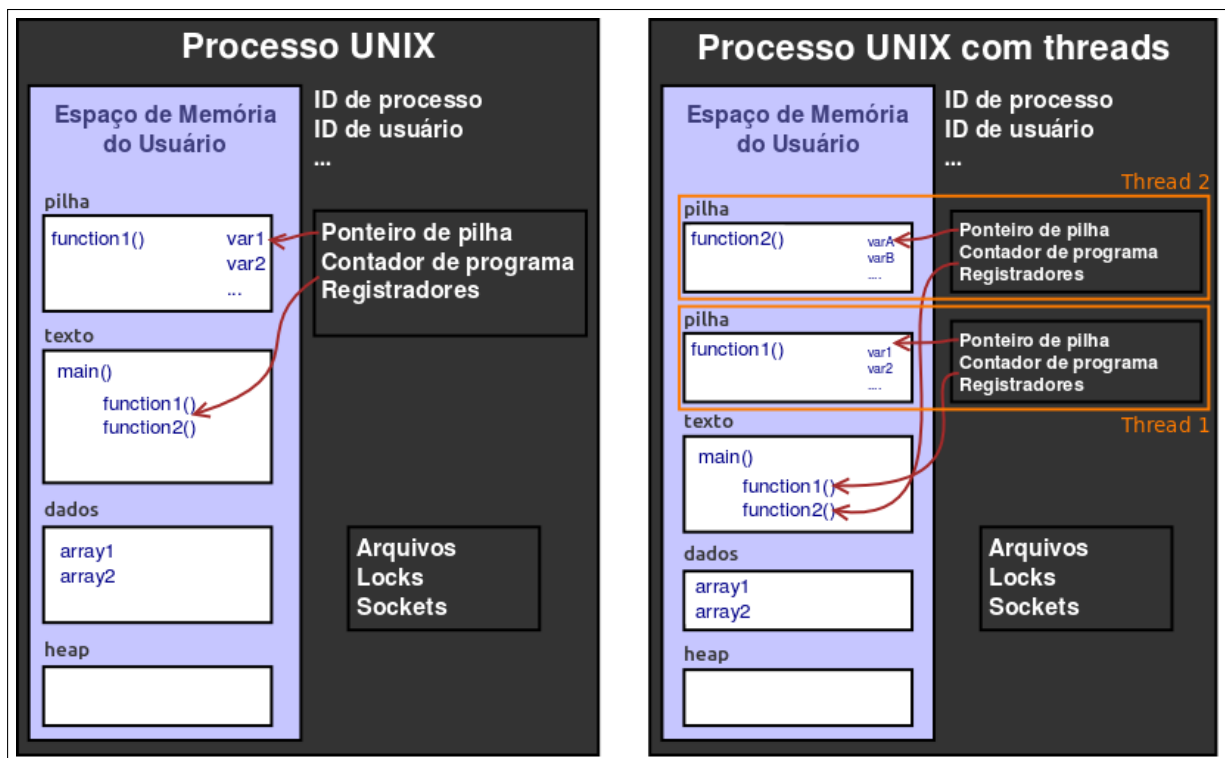 Processo UNIX
Espaço de Memória
do Usuário
ID de processo
ID de usuário
...
pilha
function1()
var1
var2
...
Ponteiro de pilha
Contador de programa
Registradores
texto
main()
function1()
function2()
dados
array1
array2
Arquivos
Locks
Sockets
heap
Processo UNIX com threads
Espaço de Memória
do Usuário
ID de processo
ID de usuário
...
Thread 2
pilha
function2()
varA
varB
....
Ponteiro de pilha
Contador de programa
Registradores
pilha
function1()
var1
var2
....
Ponteiro de pilha
Contador de programa
Registradores
Thread 1
texto
main()
function1()
function2()
dados
array1
array2
Arquivos
Locks
Sockets
heap